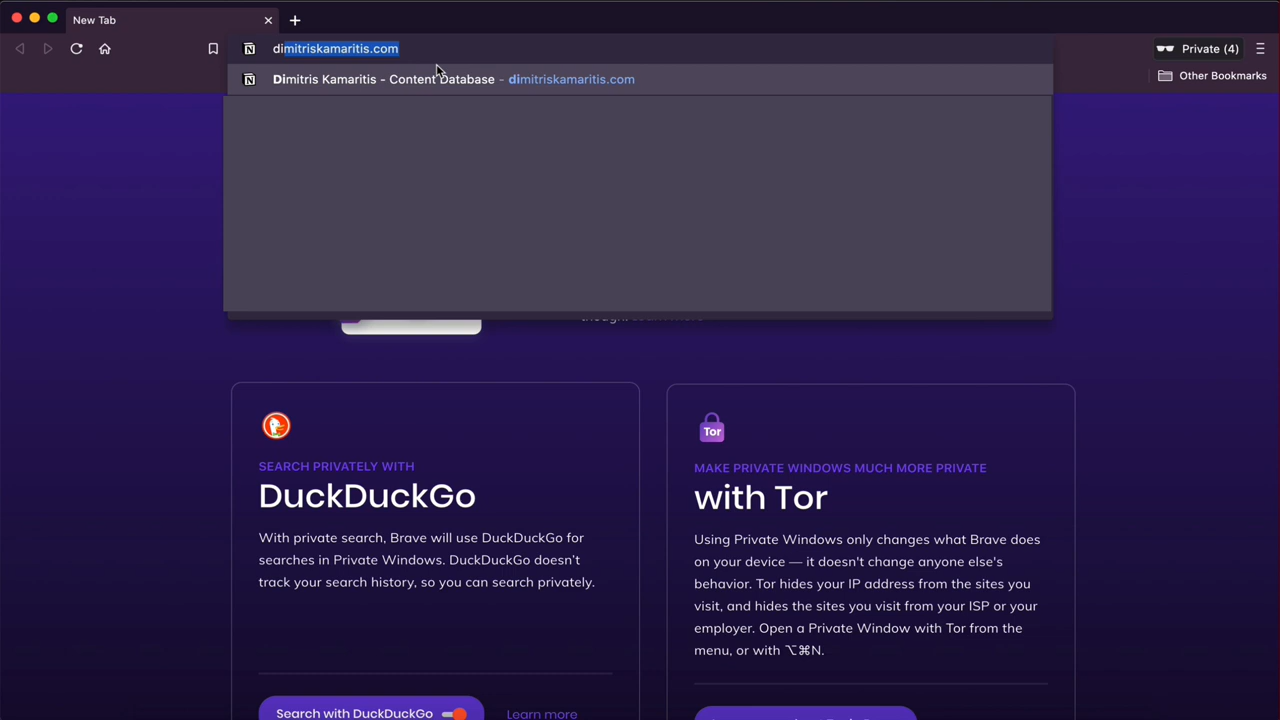 New Tab
dimitriskamaritis.com
Private (4)
Dimitris Kamaritis - Content Database - dimitriskamaritis.com
Other Bookmarks
SEARCH PRIVATELY WITH
DuckDuckGo
With private search, Brave will use DuckDuckGo for
searches in Private Windows. DuckDuckGo doesn't
track your search history, so you can search privately.
Search with DuckDuckGo
Learn more
Tor
MAKE PRIVATE WINDOWS MUCH MORE PRIVATE
with Tor
Using Private Windows only changes what Brave does
on your device — it doesn't change anyone else's
behavior. Tor hides your IP address from the sites you
visit, and hides the sites you visit from your ISP or your
employer. Open a Private Window with Tor from the
menu, or with ⌥⌘N.